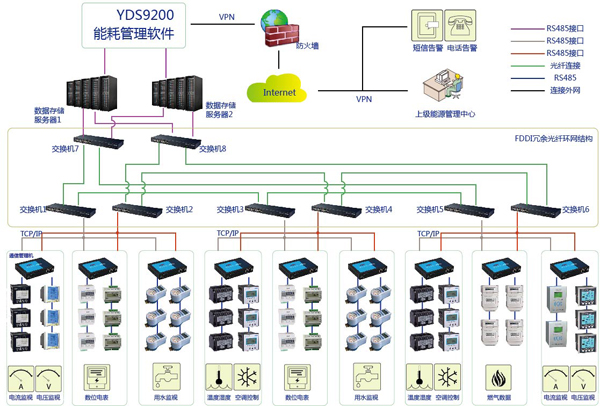 YDS9200
能耗管理软件
VPN
防火墙
Internet
VPN
短信告警 电话告警
上级能源管理中心
RS485接口
RS485接口
RS485接口
光纤连接
RS485
连接外网
数据存储
服务器1
数据存储
服务器2
交换机7
交换机8
FDDI冗余光纤环网结构
交换机1
交换机2
交换机3
交换机4
交换机5
交换机6
TCP/IP
TCP/IP
TCP/IP
通信管理机
A
V
A
V
电流监视 电压监视
数位电表
用水监视
温度湿度 空调控制
数位电表
用水监视
温度湿度 空调控制
燃气数据
电流监视 电压监视